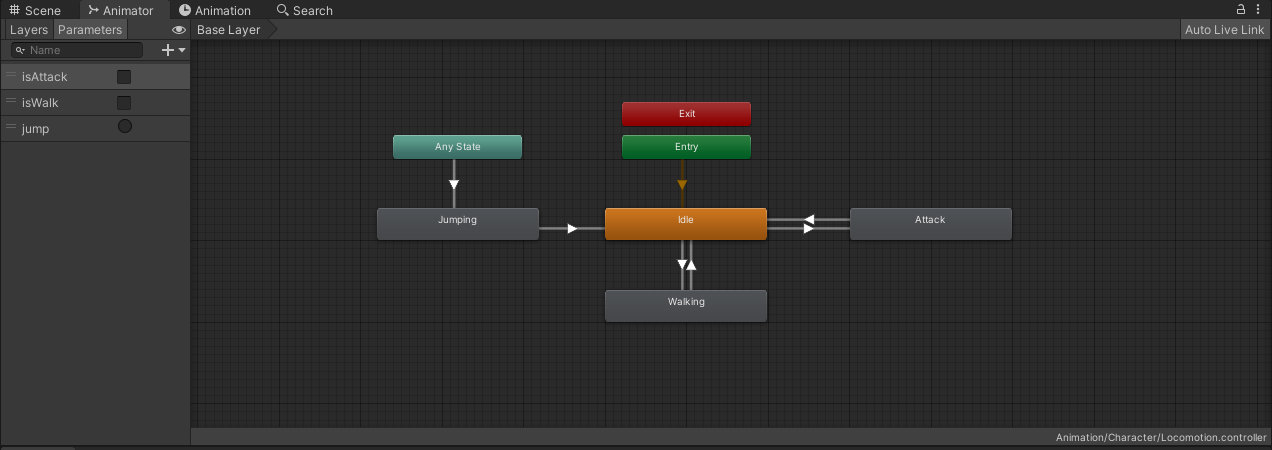 Scene
Animator
Animation
Search
Layers
Parameters
Base Layer
Auto Live Link
Name
isAttack
isWalk
jump
Exit
Any State
Entry
Jumping
Idle
Attack
Walking
Animation/Character/Locomotion.controller